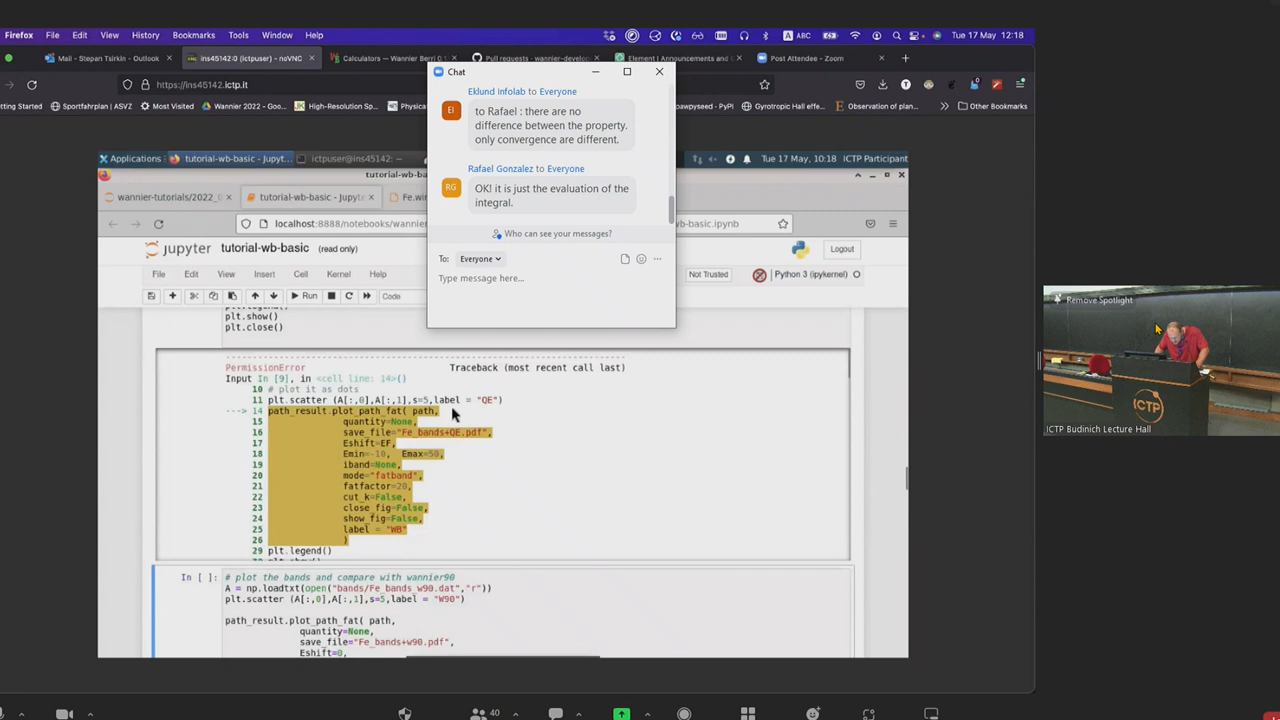 Firefox File Edit View History Bookmarks Tools Window Help ABC Tue 17 May 12:18
Mail - Stepan Tsirkin - Outlook ins45142:0 (ictpuser) - noVNC Calculators — Wannier Berri 0. Pull requests · wannier-develop Element | Announcements and Post Attendee - Zoom
https://ins45142.ictp.it
tting Started Sportfahrplan | ASVZ Most Visited Wannier 2022 - Goo... High-Resolution Sp... Physica pawpyseed · PyPI Gyrotropic Hall effec... Other Bookmarks
Chat
Eklund Infolab to Everyone
EI
to Rafael : there are no
difference between the property.
only convergence are different.
Rafael Gonzalez to Everyone
RG
OK! it is just the evaluation of the
integral.
Who can see your messages?
To: Everyone
Type message here...
Applications tutorial-wb-basic - Jupyt... ictpuser@ins45142: ~ Tue 17 May, 10:18 ICTP Participant
wannier-tutorials/2022_0 tutorial-wb-basic - Jupyt Fe.win
localhost:8888/notebooks/wannier wb-basic.ipynb
jupyter tutorial-wb-basic (read only) Logout
File Edit View Insert Cell Kernel Help Not Trusted Python 3 (ipykernel)
Run Code
plt.show()
plt.close()
PermissionError Traceback (most recent call last)
Input In [9], in <cell line: 14>()
10 # plot it as dots
11 plt.scatter (A[:,0],A[:,1],s=5,label = "QE")
---> 14 path_result.plot_path_fat( path,
15 quantity=None,
16 save_file="Fe_bands+QE.pdf",
17 Eshift=EF,
18 Emin=-10, Emax=50,
19 iband=None,
20 mode="fatband",
21 fatfactor=20,
22 cut_k=False,
23 close_fig=False,
24 show_fig=False,
25 label = "WB"
26 )
29 plt.legend()
In [ ]: # plot the bands and compare with wannier90
A = np.loadtxt(open("bands/Fe_bands_w90.dat","r"))
plt.scatter (A[:,0],A[:,1],s=5,label = "W90")
path_result.plot_path_fat( path,
quantity=None,
save_file="Fe_bands+w90.pdf",
Eshift=0,
Remove Spotlight
ICTP
ICTP Budinich Lecture Hall
40